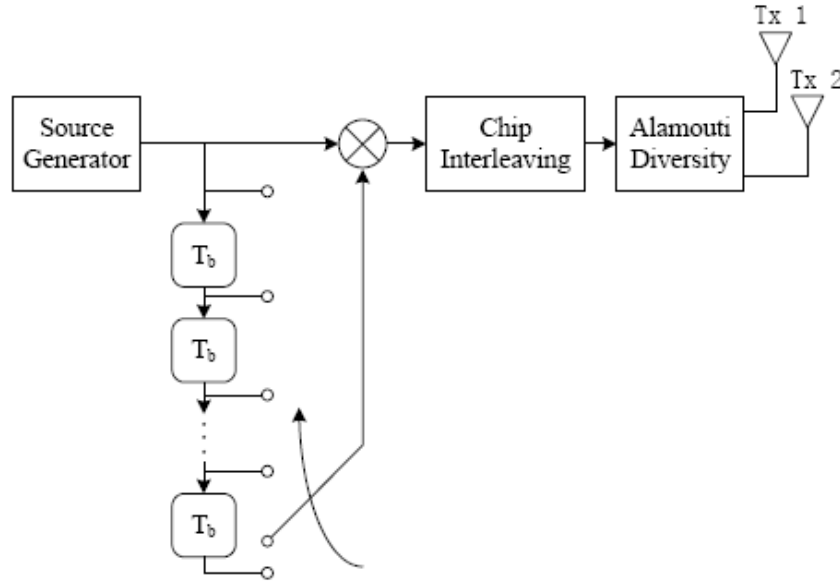 Tx 1
Tx 2
Source
Generator
Chip
Interleaving
Alamouti
Diversity
T_b
T_b
T_b